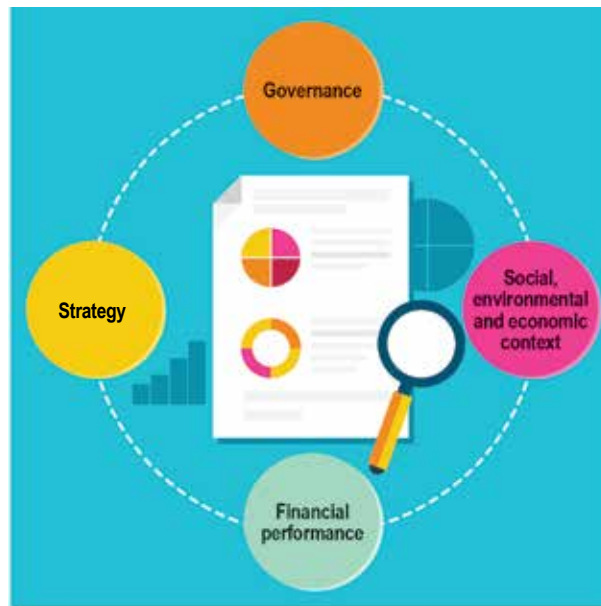 Governance
Strategy
Social,
environmental
and economic
context
Financial
performance